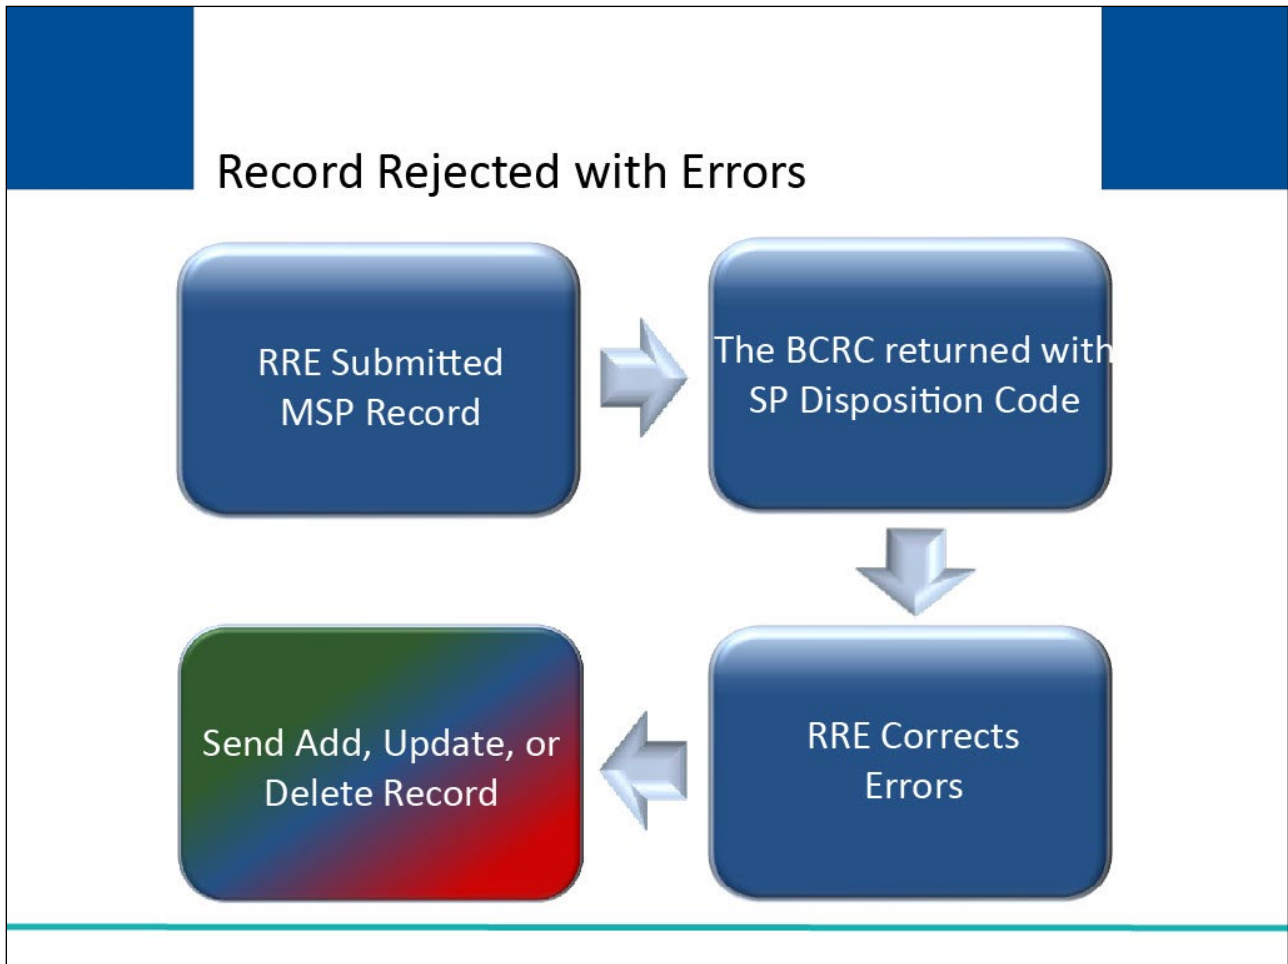 Record Rejected with Errors
RRE Submitted
MSP Record
The BCRC returned with
SP Disposition Code
RRE Corrects
Errors
Send Add, Update, or
Delete Record